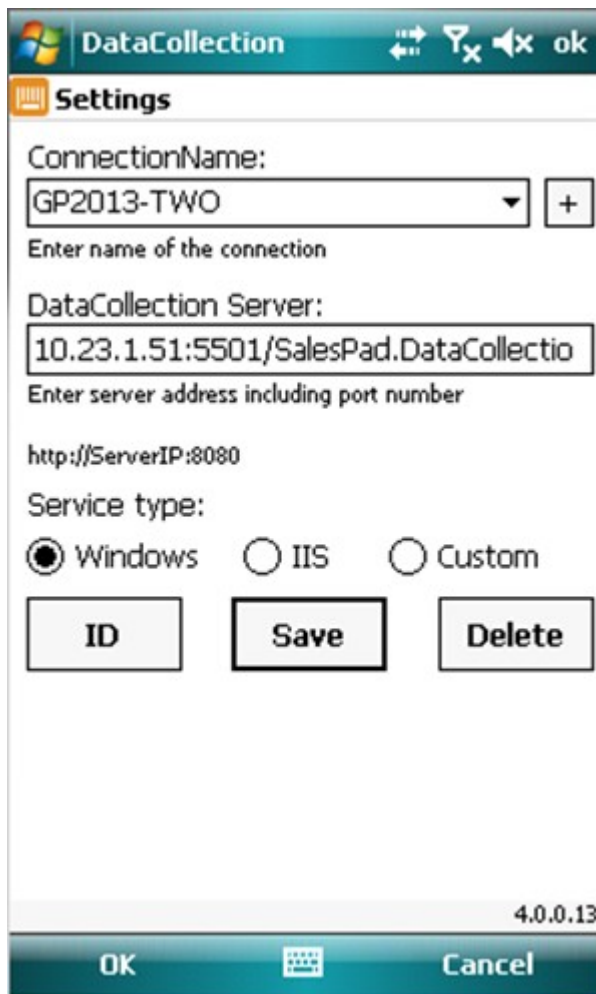 DataCollection ok
Settings
ConnectionName:
GP2013-TWO +
Enter name of the connection
DataCollection Server:
10.23.1.51:5501/SalesPad.DataCollectio
Enter server address including port number
http://ServerIP:8080
Service type:
Windows IIS Custom
ID Save Delete
4.0.0.13
OK Cancel